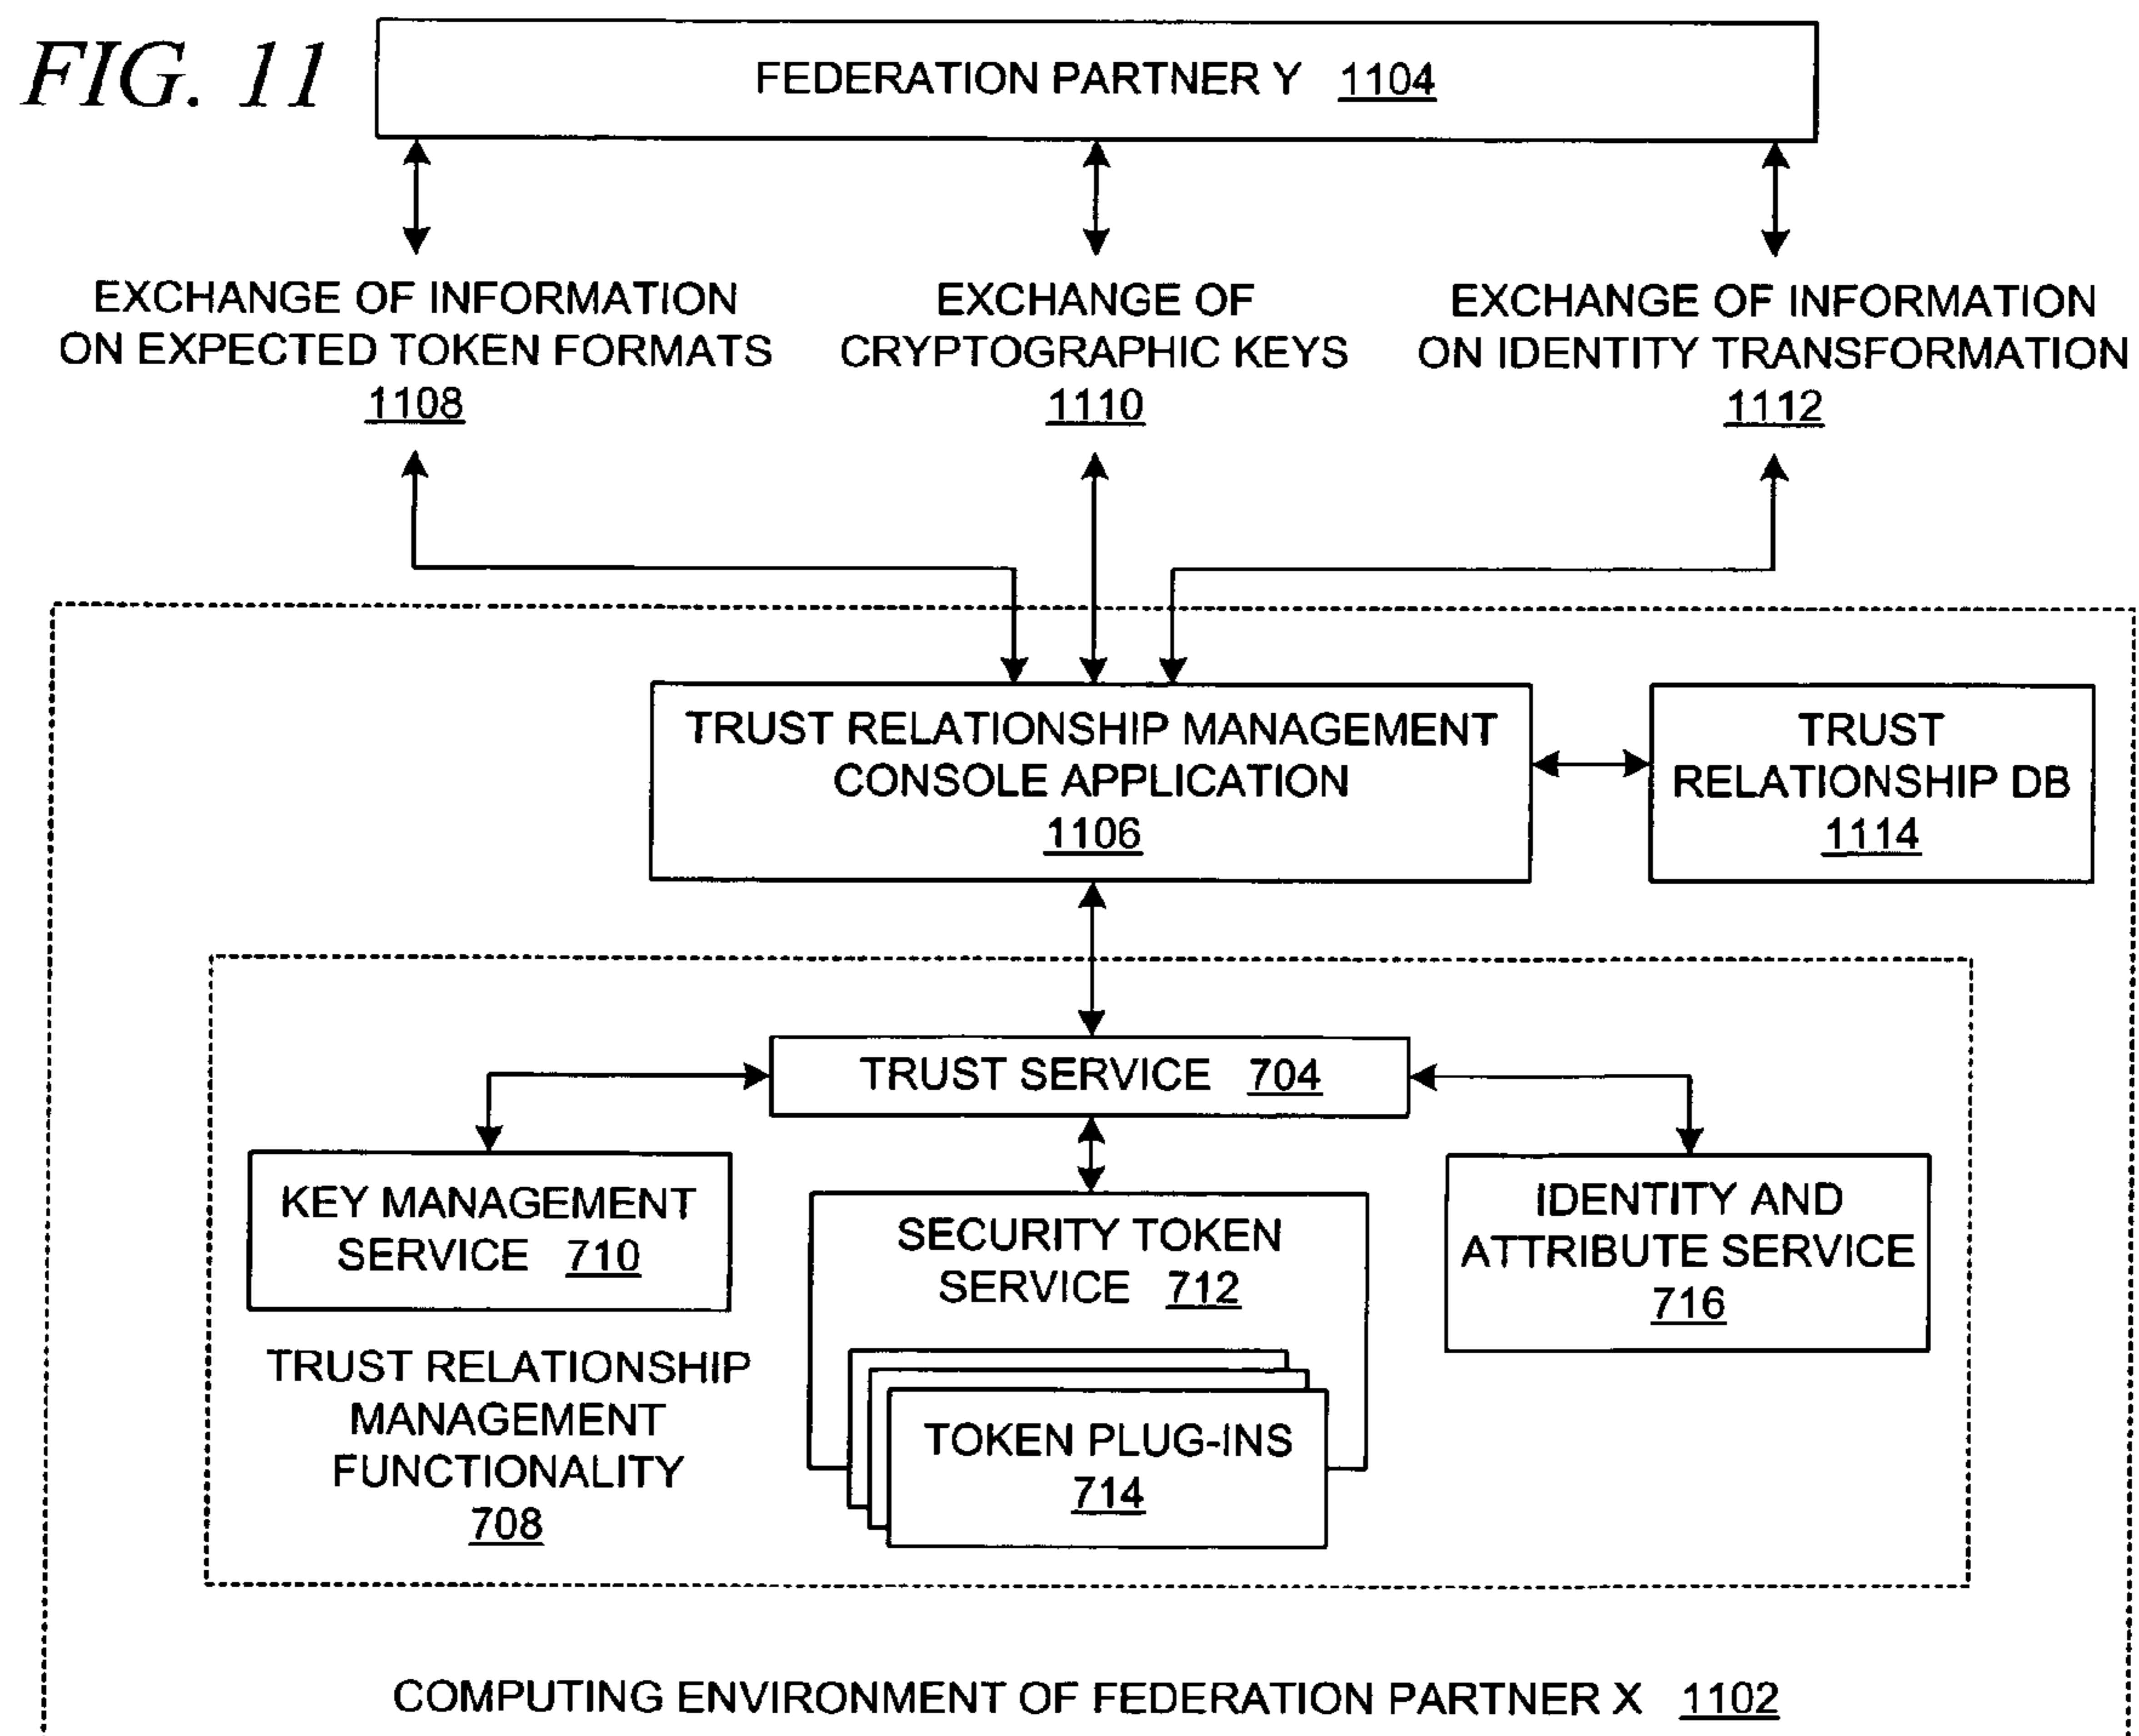 FIG. 11
FEDERATION PARTNER Y 1104
EXCHANGE OF INFORMATION
ON EXPECTED TOKEN FORMATS
1108
EXCHANGE OF
CRYPTOGRAPHIC KEYS
1110
EXCHANGE OF INFORMATION
ON IDENTITY TRANSFORMATION
1112
TRUST RELATIONSHIP MANAGEMENT
CONSOLE APPLICATION
1106
TRUST
RELATIONSHIP DB
1114
TRUST SERVICE 704
KEY MANAGEMENT
SERVICE 710
SECURITY TOKEN
SERVICE 712
IDENTITY AND
ATTRIBUTE SERVICE
716
TRUST RELATIONSHIP
MANAGEMENT
FUNCTIONALITY
708
TOKEN PLUG-INS
714
COMPUTING ENVIRONMENT OF FEDERATION PARTNER X 1102